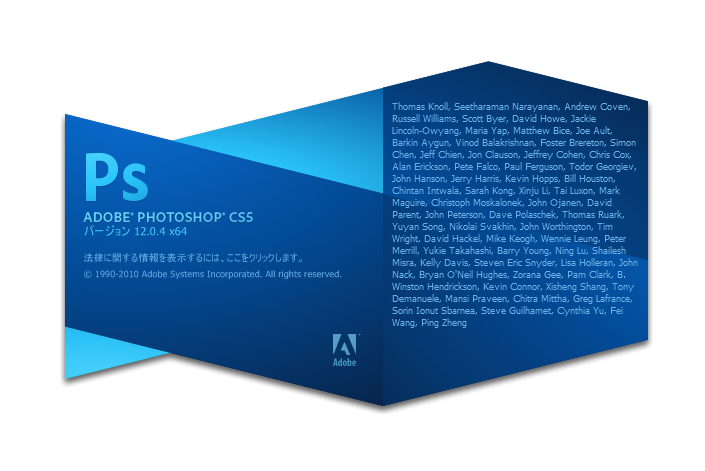 Ps
ADOBE® PHOTOSHOP® CS5
バージョン 12.0.4 x64
法律に関する情報を表示するには、ここをクリックします。
© 1990-2010 Adobe Systems Incorporated. All rights reserved.
Adobe
Thomas Knoll, Seetharaman Narayanan, Andrew Coven,
Russell Williams, Scott Byer, David Howe, Jackie
Lincoln-Owyang, Maria Yap, Matthew Bice, Joe Ault,
Barkin Aygun, Vinod Balakrishnan, Foster Brereton, Simon
Chen, Jeff Chien, Jon Clauson, Jeffrey Cohen, Chris Cox,
Alan Erickson, Pete Falco, Paul Ferguson, Todor Georgiev,
John Hanson, Jerry Harris, Kevin Hopps, Bill Houston,
Chintan Intwala, Sarah Kong, Xinju Li, Tai Luxon, Mark
Maguire, Christoph Moskalonek, John Ojanen, David
Parent, John Peterson, Dave Polaschek, Thomas Ruark,
Yuyan Song, Nikolai Svakhin, John Worthington, Tim
Wright, David Hackel, Mike Keogh, Wennie Leung, Peter
Merrill, Yukie Takahashi, Barry Young, Ning Lu, Shailesh
Misra, Kelly Davis, Steven Eric Snyder, Lisa Holleran, John
Nack, Bryan O'Neil Hughes, Zorana Gee, Pam Clark, B.
Winston Hendrickson, Kevin Connor, Xisheng Shang, Tony
Demanuele, Mansi Praveen, Chitra Mittha, Greg Lafrance,
Sorin Ionut Sbarnea, Steve Guilhamet, Cynthia Yu, Fei
Wang, Ping Zheng